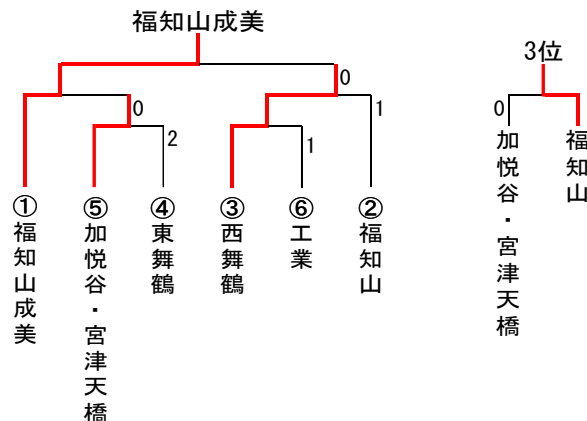 福知山成美
0
0
1
2
1
①福知山成美
⑤加悦谷・宮津天橋
④東舞鶴
③西舞鶴
⑥工業
②福知山
3位
0
加悦谷・宮津天橋
福知山